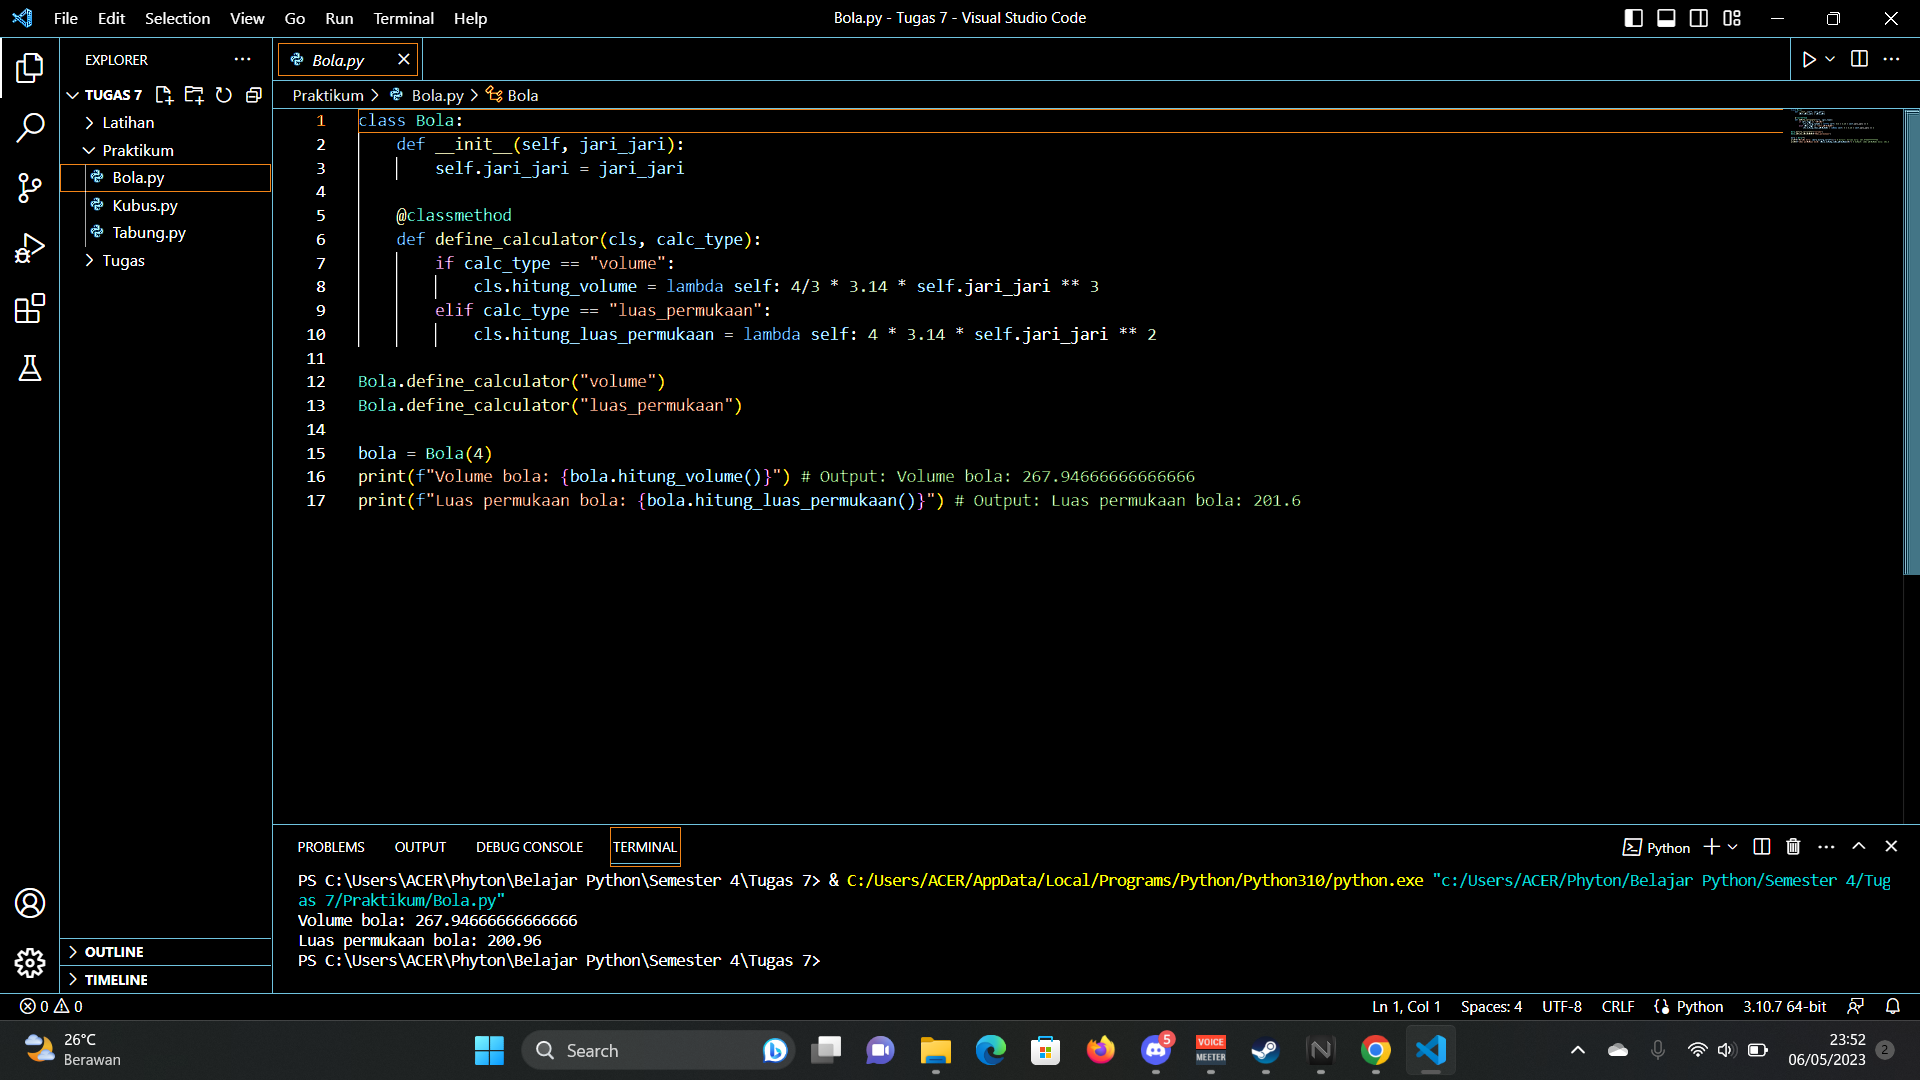 File Edit Selection View Go Run Terminal Help
Bola.py - Tugas 7 - Visual Studio Code
EXPLORER
TUGAS 7
Latihan
Praktikum
Bola.py
Kubus.py
Tabung.py
Tugas
OUTLINE
TIMELINE
Bola.py
Praktikum > Bola.py > Bola
1 class Bola:
2     def __init__(self, jari_jari):
3         self.jari_jari = jari_jari
4
5     @classmethod
6     def define_calculator(cls, calc_type):
7         if calc_type == "volume":
8             cls.hitung_volume = lambda self: 4/3 * 3.14 * self.jari_jari ** 3
9         elif calc_type == "luas_permukaan":
10             cls.hitung_luas_permukaan = lambda self: 4 * 3.14 * self.jari_jari ** 2
11
12 Bola.define_calculator("volume")
13 Bola.define_calculator("luas_permukaan")
14
15 bola = Bola(4)
16 print(f"Volume bola: {bola.hitung_volume()}") # Output: Volume bola: 267.94666666666666
17 print(f"Luas permukaan bola: {bola.hitung_luas_permukaan()}") # Output: Luas permukaan bola: 201.6
PROBLEMS OUTPUT DEBUG CONSOLE TERMINAL
Python
PS C:\Users\ACER\Phyton\Belajar Python\Semester 4\Tugas 7> & C:/Users/ACER/AppData/Local/Programs/Python/Python310/python.exe "c:/Users/ACER/Phyton/Belajar Python/Semester 4/Tug
as 7/Praktikum/Bola.py"
Volume bola: 267.94666666666666
Luas permukaan bola: 200.96
PS C:\Users\ACER\Phyton\Belajar Python\Semester 4\Tugas 7>
0 0
Ln 1, Col 1 Spaces: 4 UTF-8 CRLF Python 3.10.7 64-bit
26°C
Berawan
Search
5
VOICE
MEETER
23:52
06/05/2023
2